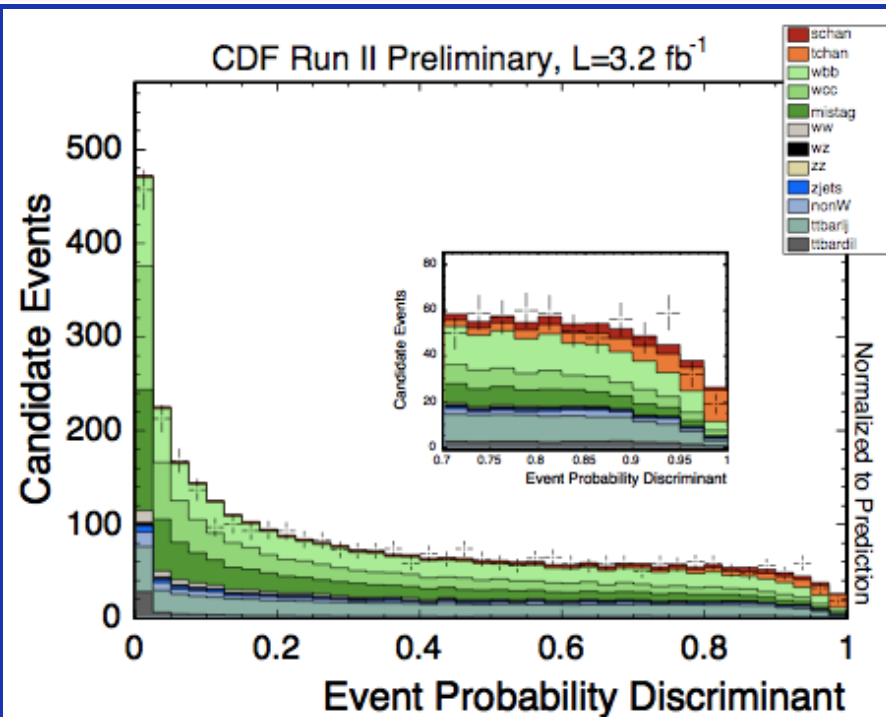 CDF Run II Preliminary, L=3.2 fb⁻¹
schan
tchan
wbb
wcc
mistag
ww
wz
zz
zjets
nonW
ttbarlj
ttbardil
Candidate Events
500
400
300
200
100
0
0 0.2 0.4 0.6 0.8 1
Event Probability Discriminant
Normalized to Prediction
Candidate Events
80
60
40
20
0
0.7 0.75 0.8 0.85 0.9 0.95 1
Event Probability Discriminant